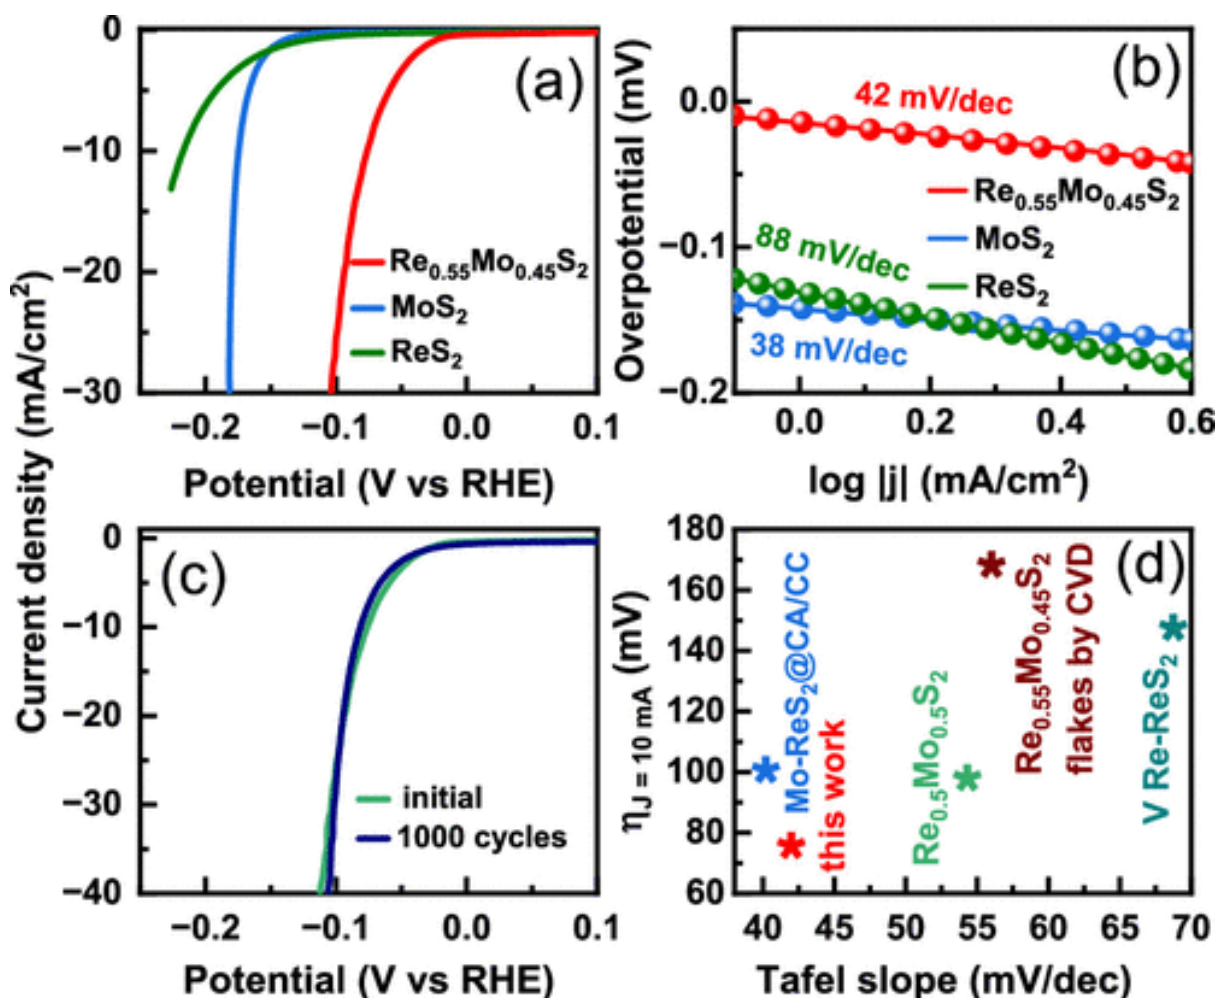 Current density (mA/cm²)
(a)
0
−10
−20
−30
Re₀.₅₅Mo₀.₄₅S₂
MoS₂
ReS₂
−0.2
−0.1
0.0
0.1
Potential (V vs RHE)
(b)
Overpotential (mV)
0.0
−0.1
−0.2
42 mV/dec
Re₀.₅₅Mo₀.₄₅S₂
MoS₂
ReS₂
88 mV/dec
38 mV/dec
0.0
0.2
0.4
0.6
log |j| (mA/cm²)
(c)
0
−10
−20
−30
−40
initial
1000 cycles
−0.2
−0.1
0.0
0.1
Potential (V vs RHE)
(d)
η_J = 10 mA (mV)
180
160
140
120
100
80
60
Mo-ReS₂@CA/CC
this work
Re₀.₅Mo₀.₅S₂
Re₀.₅₅Mo₀.₄₅S₂
flakes by CVD
V Re-ReS₂
40
45
50
55
60
65
70
Tafel slope (mV/dec)